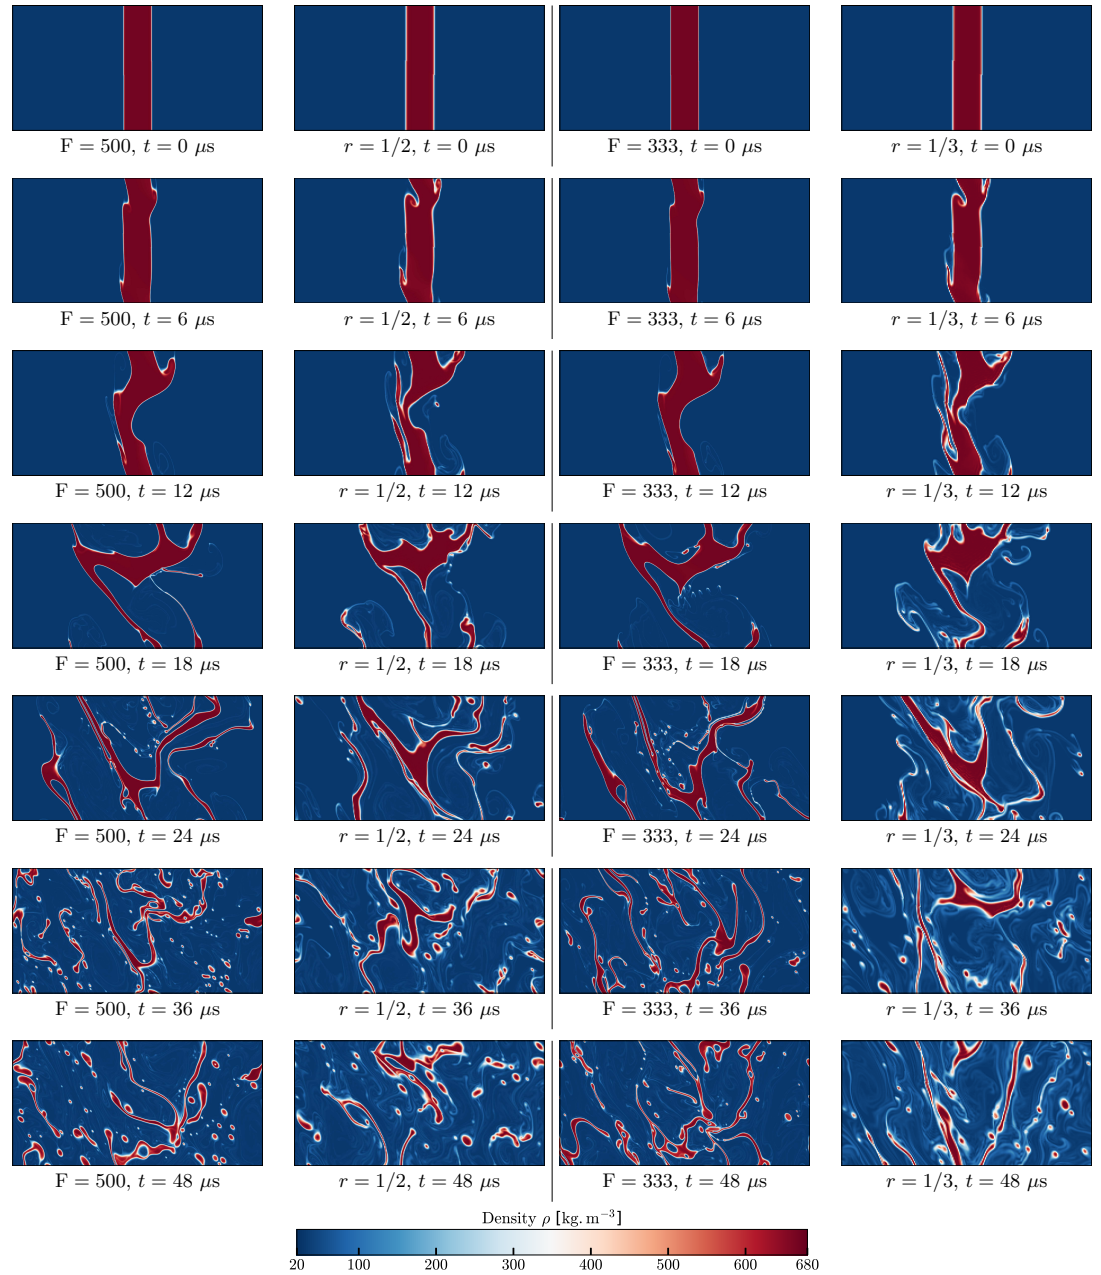 F = 500, t = 0 μs r = 1/2, t = 0 μs F = 333, t = 0 μs r = 1/3, t = 0 μs
F = 500, t = 6 μs r = 1/2, t = 6 μs F = 333, t = 6 μs r = 1/3, t = 6 μs
F = 500, t = 12 μs r = 1/2, t = 12 μs F = 333, t = 12 μs r = 1/3, t = 12 μs
F = 500, t = 18 μs r = 1/2, t = 18 μs F = 333, t = 18 μs r = 1/3, t = 18 μs
F = 500, t = 24 μs r = 1/2, t = 24 μs F = 333, t = 24 μs r = 1/3, t = 24 μs
F = 500, t = 36 μs r = 1/2, t = 36 μs F = 333, t = 36 μs r = 1/3, t = 36 μs
F = 500, t = 48 μs r = 1/2, t = 48 μs F = 333, t = 48 μs r = 1/3, t = 48 μs
Density ρ [kg.m⁻³]
20 100 200 300 400 500 600 680